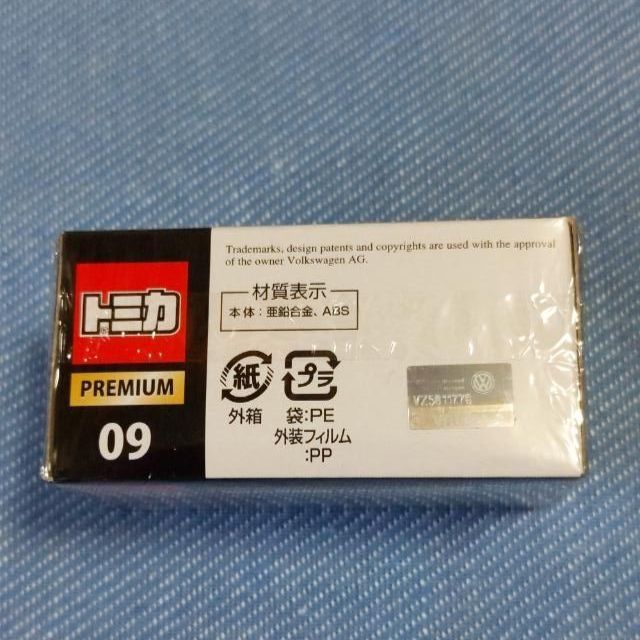 Trademarks, design patents and copyrights are used with the approval
of the owner Volkswagen AG.
トミカ
PREMIUM
09
材質表示
本体：亜鉛合金、ABS
紙
外箱
プラ
袋:PE
外装フィルム
:PP